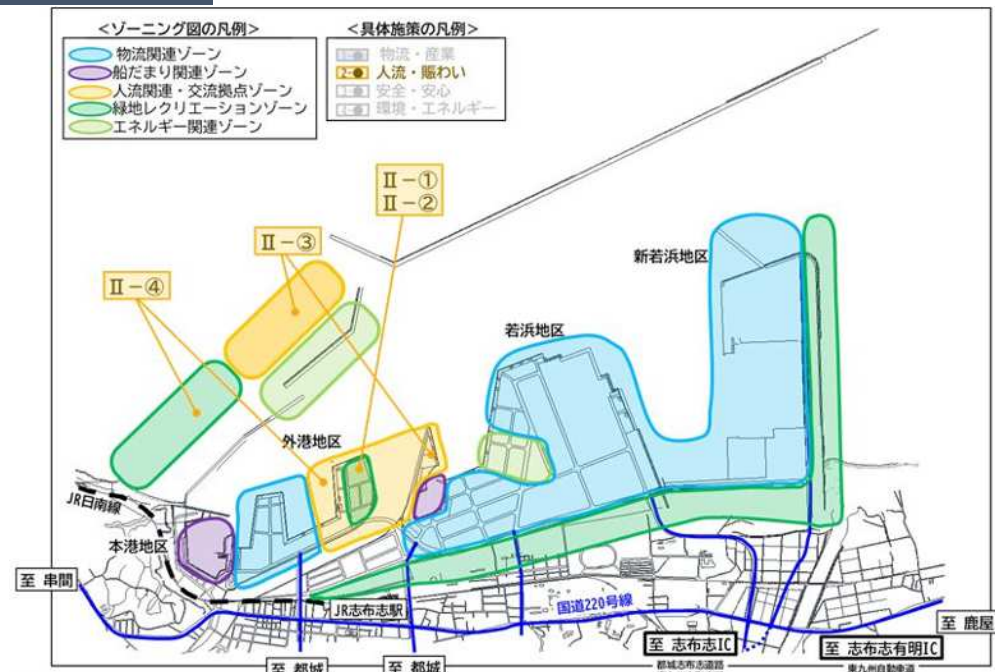 <ゾーニング図の凡例>
物流関連ゾーン
船だまり関連ゾーン
人流関連・交流拠点ゾーン
緑地レクリエーションゾーン
エネルギー関連ゾーン
<具体施策の凡例>
物流・産業
2-● 人流・賑わい
安全・安心
環境・エネルギー
Ⅱ-①
Ⅱ-②
Ⅱ-③
Ⅱ-④
新若浜地区
若浜地区
外港地区
JR日南線
本港地区
至 串間
JR志布志駅
国道220号線
至 鹿屋
至 志布志IC
至 志布志有明IC
都城志布志道路
東九州自動車道
至 都城
至 都城